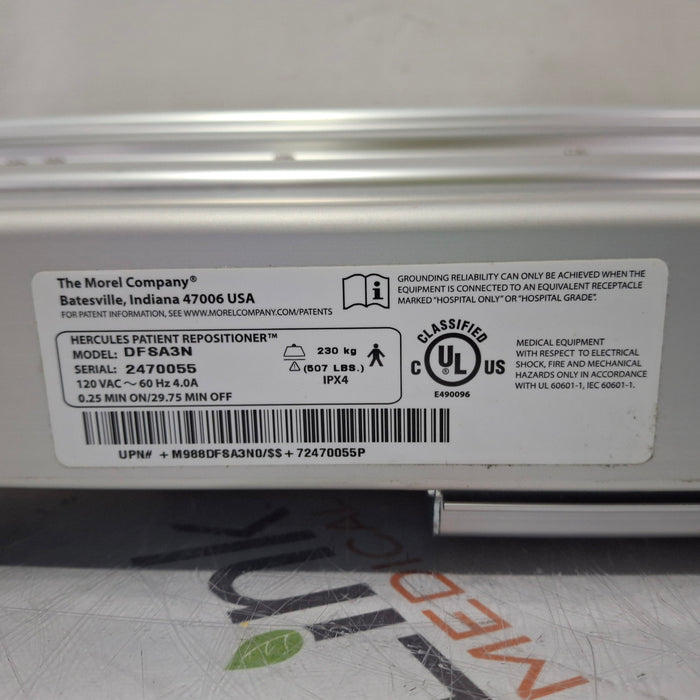 The Morel Company®
Batesville, Indiana 47006 USA
FOR PATENT INFORMATION, SEE WWW.MORELCOMPANY.COM/PATENTS
GROUNDING RELIABILITY CAN ONLY BE ACHIEVED WHEN THE
EQUIPMENT IS CONNECTED TO AN EQUIVALENT RECEPTACLE
MARKED "HOSPITAL ONLY" OR "HOSPITAL GRADE".
HERCULES PATIENT REPOSITIONER™
MODEL: DFSA3N
SERIAL: 2470055
120 VAC ~ 60 Hz 4.0A
0.25 MIN ON/29.75 MIN OFF
230 kg
(507 LBS.)
IPX4
CLASSIFIED
C UL® US
E490096
MEDICAL EQUIPMENT
WITH RESPECT TO ELECTRICAL
SHOCK, FIRE AND MECHANICAL
HAZARDS ONLY IN ACCORDANCE
WITH UL 60601-1, IEC 60601-1.
UPN# + M988DFSA3N0/$$ + 72470055P
MEDICAL